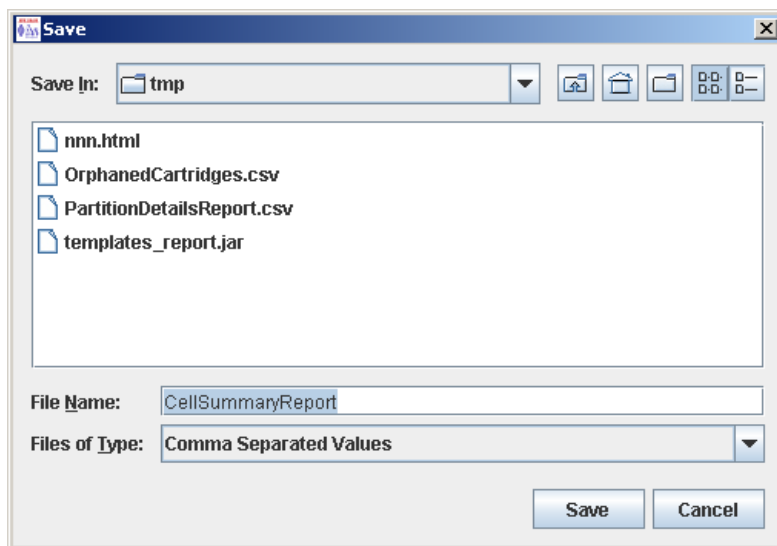 Save
Save In: tmp
nnn.html
OrphanedCartridges.csv
PartitionDetailsReport.csv
templates_report.jar
File Name: CellSummaryReport
Files of Type: Comma Separated Values
Save Cancel